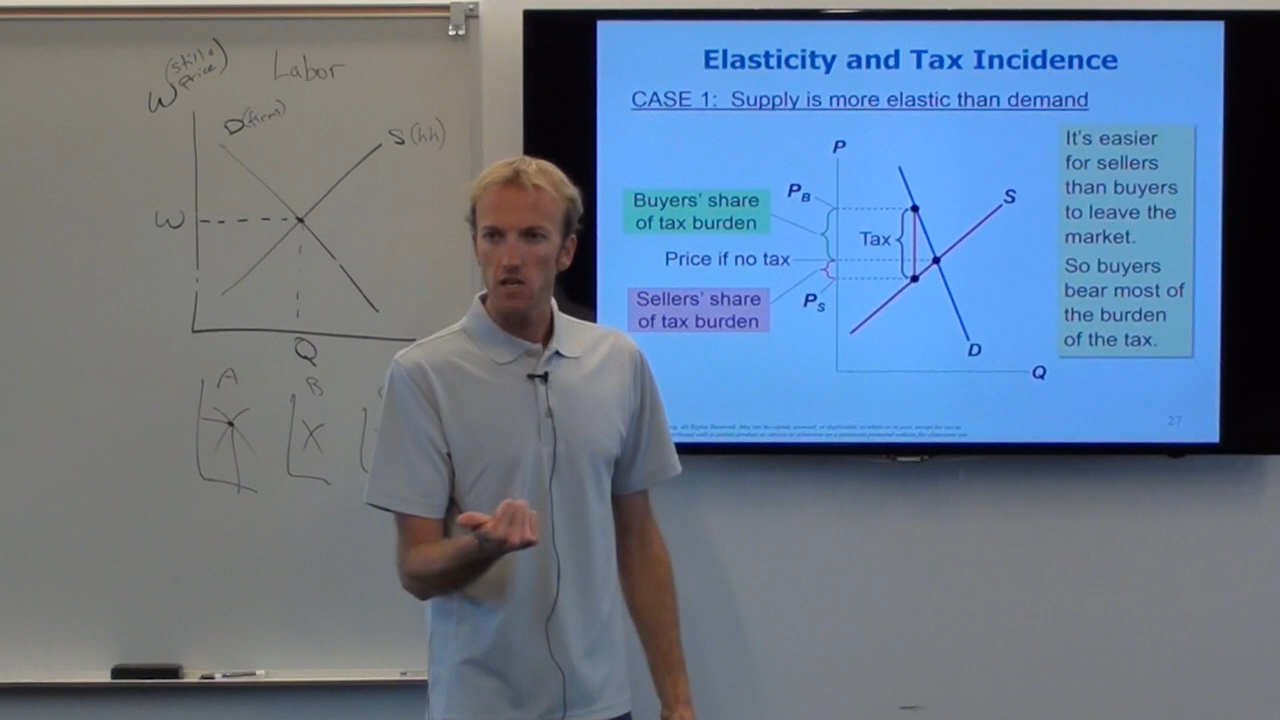 W (still a price)
Labor
D (firms)
S (hh)
W
Q
A
B
Elasticity and Tax Incidence
CASE 1: Supply is more elastic than demand
P
PB
Buyers' share
of tax burden
Tax
Price if no tax
Sellers' share
of tax burden
PS
S
D
Q
It's easier
for sellers
than buyers
to leave the
market.
So buyers
bear most of
the burden
of the tax.
27